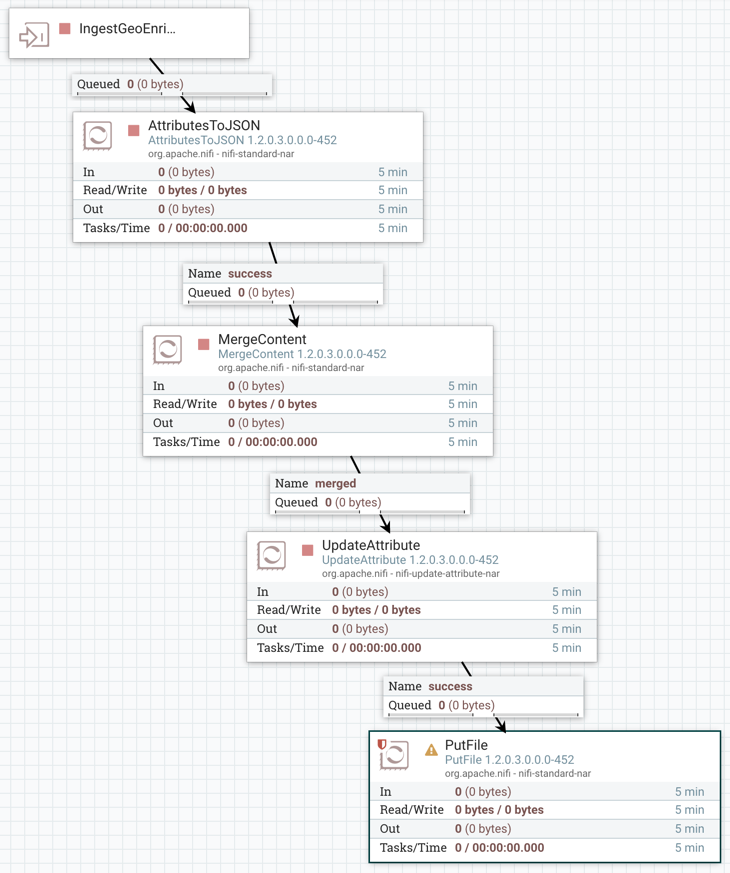 IngestGeoEnri...
Queued 0 (0 bytes)
AttributesToJSON
AttributesToJSON 1.2.0.3.0.0.0-452
org.apache.nifi - nifi-standard-nar
In 0 (0 bytes) 5 min
Read/Write 0 bytes / 0 bytes 5 min
Out 0 (0 bytes) 5 min
Tasks/Time 0 / 00:00:00.000 5 min
Name success
Queued 0 (0 bytes)
MergeContent
MergeContent 1.2.0.3.0.0.0-452
org.apache.nifi - nifi-standard-nar
In 0 (0 bytes) 5 min
Read/Write 0 bytes / 0 bytes 5 min
Out 0 (0 bytes) 5 min
Tasks/Time 0 / 00:00:00.000 5 min
Name merged
Queued 0 (0 bytes)
UpdateAttribute
UpdateAttribute 1.2.0.3.0.0.0-452
org.apache.nifi - nifi-update-attribute-nar
In 0 (0 bytes) 5 min
Read/Write 0 bytes / 0 bytes 5 min
Out 0 (0 bytes) 5 min
Tasks/Time 0 / 00:00:00.000 5 min
Name success
Queued 0 (0 bytes)
PutFile
PutFile 1.2.0.3.0.0.0-452
org.apache.nifi - nifi-standard-nar
In 0 (0 bytes) 5 min
Read/Write 0 bytes / 0 bytes 5 min
Out 0 (0 bytes) 5 min
Tasks/Time 0 / 00:00:00.000 5 min